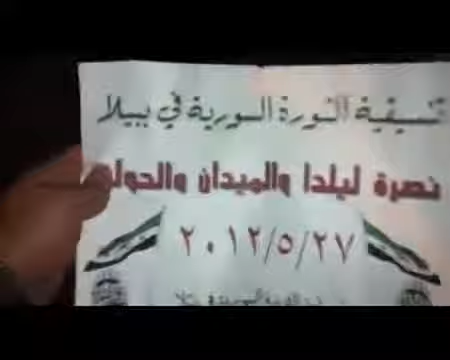 تنسيقية الثورة السورية في ببيلا
نصرة ليلدا والميدان والحولة
٢٠١٢/٥/٢٧